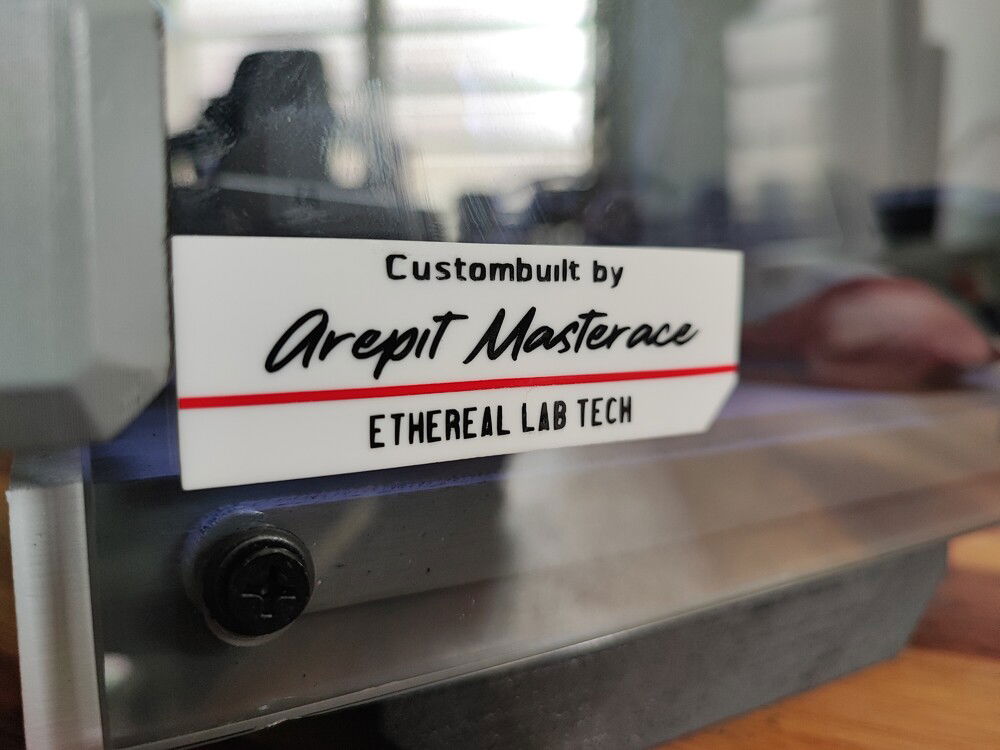 Custombuilt by
Arepit Masterace
ETHEREAL LAB TECH